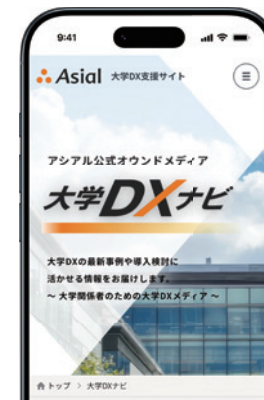 9:41
Asial 大学DX支援サイト
アシアル公式オウンドメディア
大学DXナビ
大学DXの最新事例や導入検討に
活かせる情報をお届けします。
〜 大学関係者のための大学DXメディア 〜
トップ > 大学DXナビ